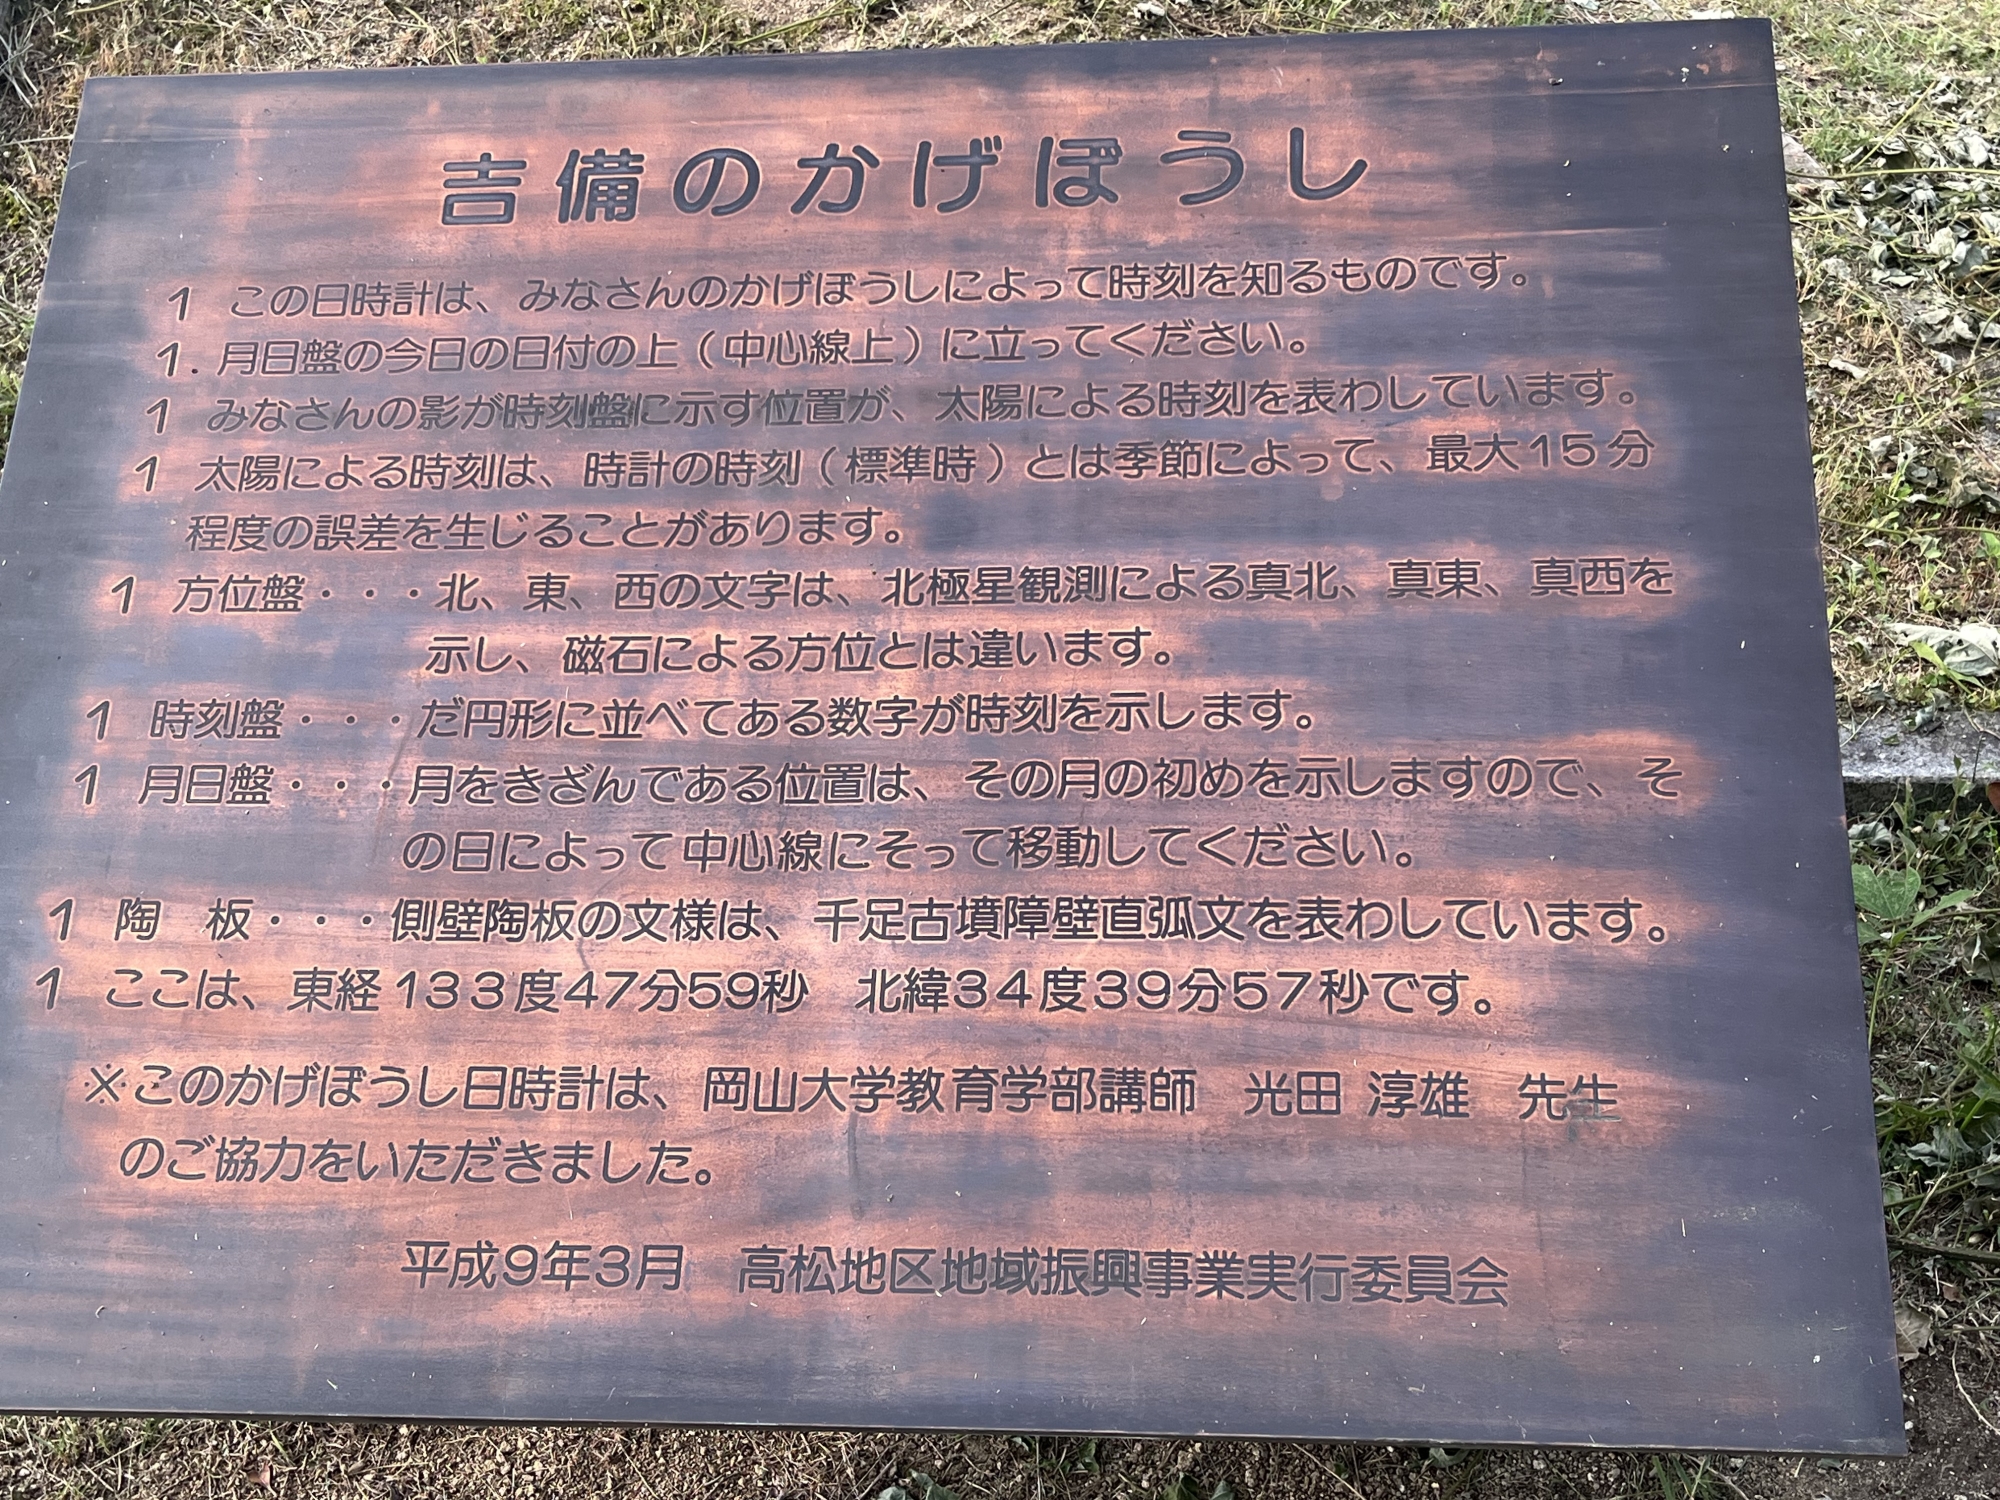 吉備のかげぼうし
1 この日時計は、みなさんのかげぼうしによって時刻を知るものです。
1. 月日盤の今日の日付の上(中心線上)に立ってください。
1 みなさんの影が時刻盤に示す位置が、太陽による時刻を表わしています。
1 太陽による時刻は、時計の時刻(標準時)とは季節によって、最大15分
程度の誤差を生じることがあります。
1 方位盤・・・北、東、西の文字は、北極星観測による真北、真東、真西を
示し、磁石による方位とは違います。
1 時刻盤・・・だ円形に並べてある数字が時刻を示します。
1 月日盤・・・月をきざんである位置は、その月の初めを示しますので、そ
の日によって中心線にそって移動してください。
1 陶 板・・・側壁陶板の文様は、千足古墳障壁直弧文を表わしています。
1 ここは、東経133度47分59秒 北緯34度39分57秒です。
※このかげぼうし日時計は、岡山大学教育学部講師 光田 淳雄 先生
のご協力をいただきました。
平成9年3月 高松地区地域振興事業実行委員会